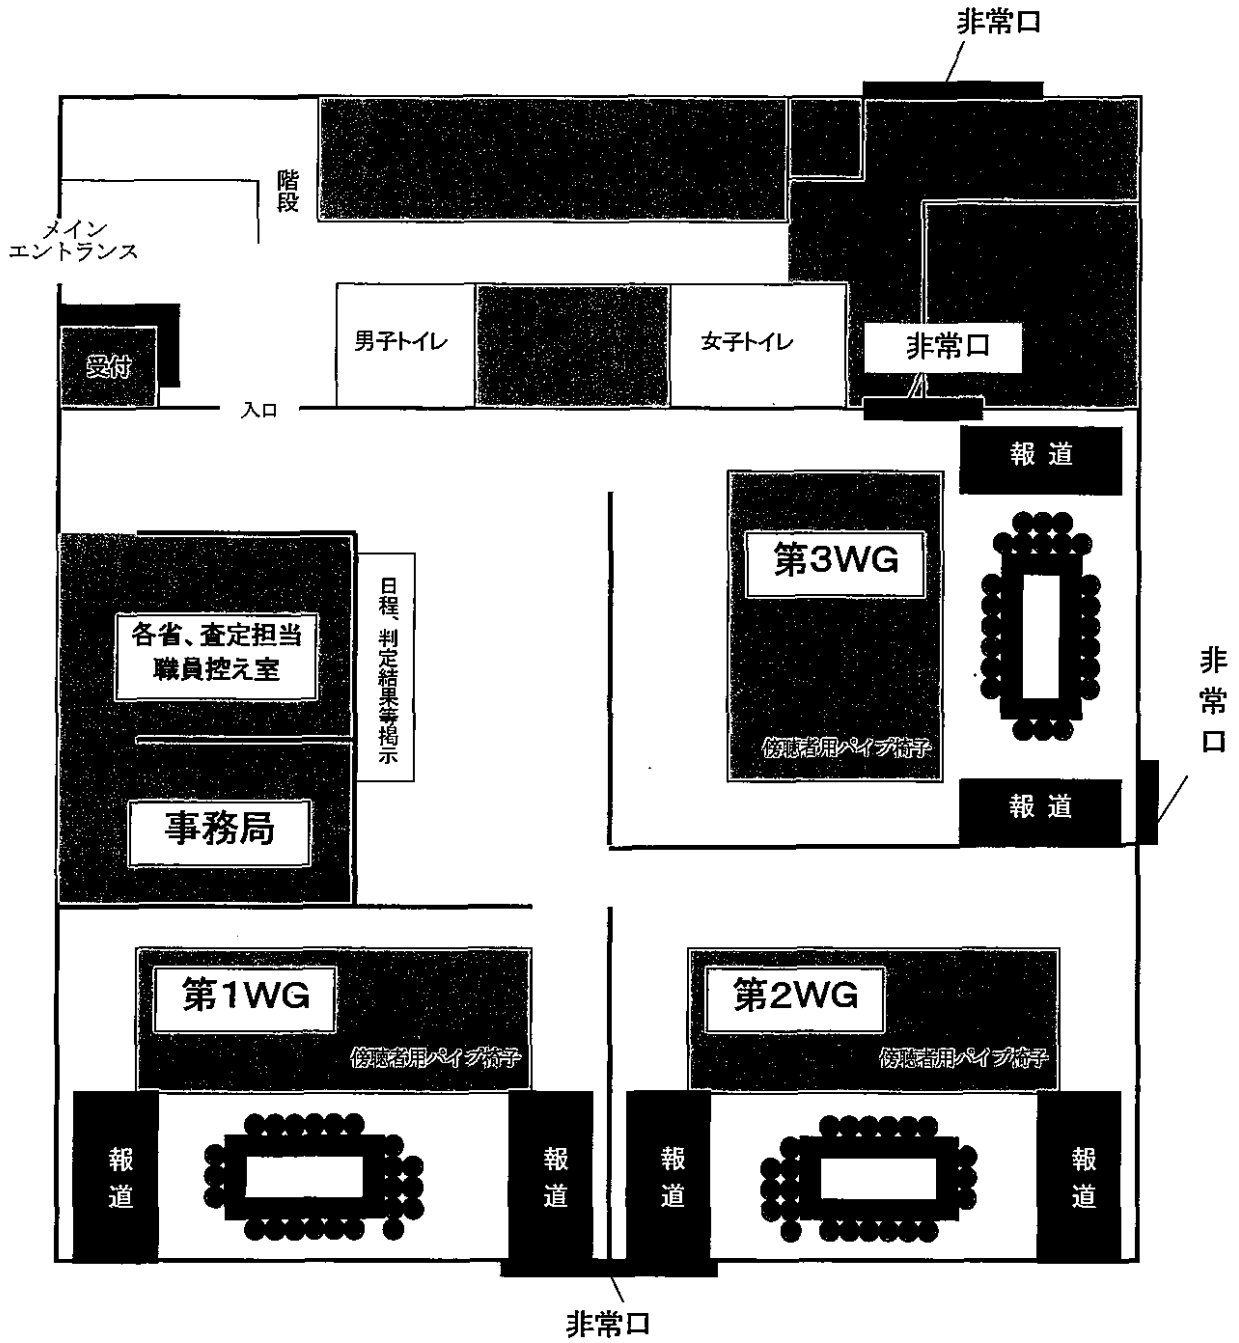 非常口
階段
メイン
エントランス
男子トイレ
女子トイレ
非常口
受付
入口
報道
第3WG
各省、査定担当
職員控え室
日程、判定結果等掲示
非常口
傍聴者用パイプ椅子
報道
事務局
第1WG
第2WG
傍聴者用パイプ椅子
傍聴者用パイプ椅子
報道
報道
報道
報道
非常口